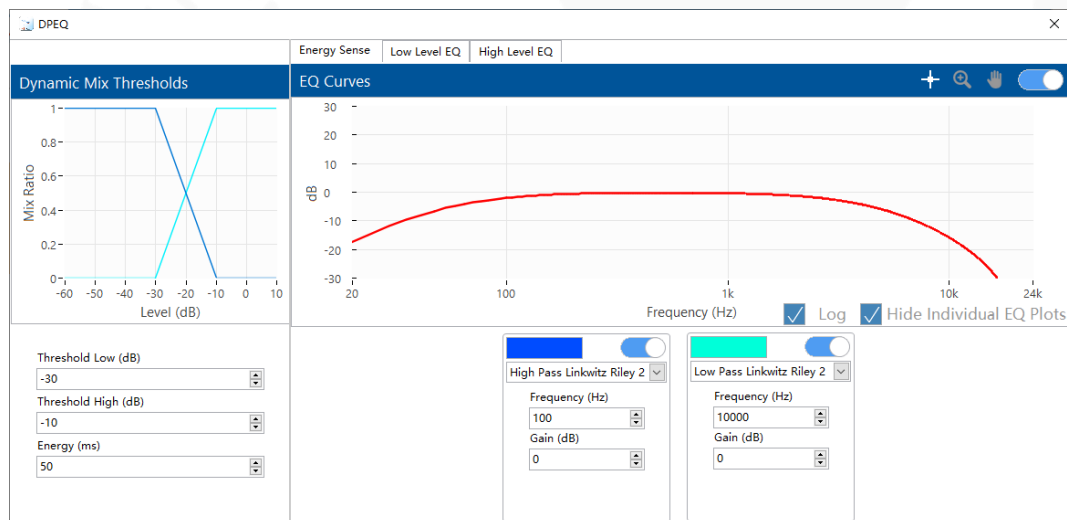 DPEQ
Energy Sense Low Level EQ High Level EQ
Dynamic Mix Thresholds
1
0.8
0.6
0.4
0.2
0
Mix Ratio
-60 -50 -40 -30 -20 -10 0 10
Level (dB)
Threshold Low (dB)
-30
Threshold High (dB)
-10
Energy (ms)
50
EQ Curves
30
20
10
0
-10
-20
-30
dB
20 100 1k 10k 24k
Frequency (Hz)
Log Hide Individual EQ Plots
High Pass Linkwitz Riley 2
Frequency (Hz)
100
Gain (dB)
0
Low Pass Linkwitz Riley 2
Frequency (Hz)
10000
Gain (dB)
0